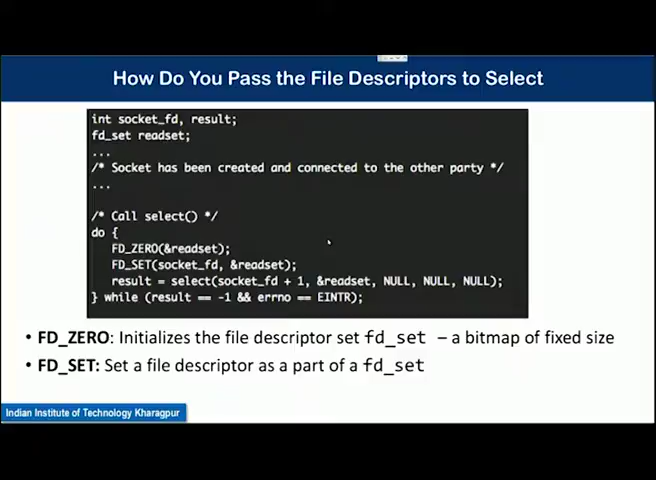 How Do You Pass the File Descriptors to Select
int socket_fd, result;
fd_set readset;
...
/* Socket has been created and connected to the other party */
...
/* Call select() */
do {
FD_ZERO(&readset);
FD_SET(socket_fd, &readset);
result = select(socket_fd + 1, &readset, NULL, NULL, NULL);
} while (result == -1 && errno == EINTR);
• FD_ZERO: Initializes the file descriptor set fd_set – a bitmap of fixed size
• FD_SET: Set a file descriptor as a part of a fd_set
Indian Institute of Technology Kharagpur